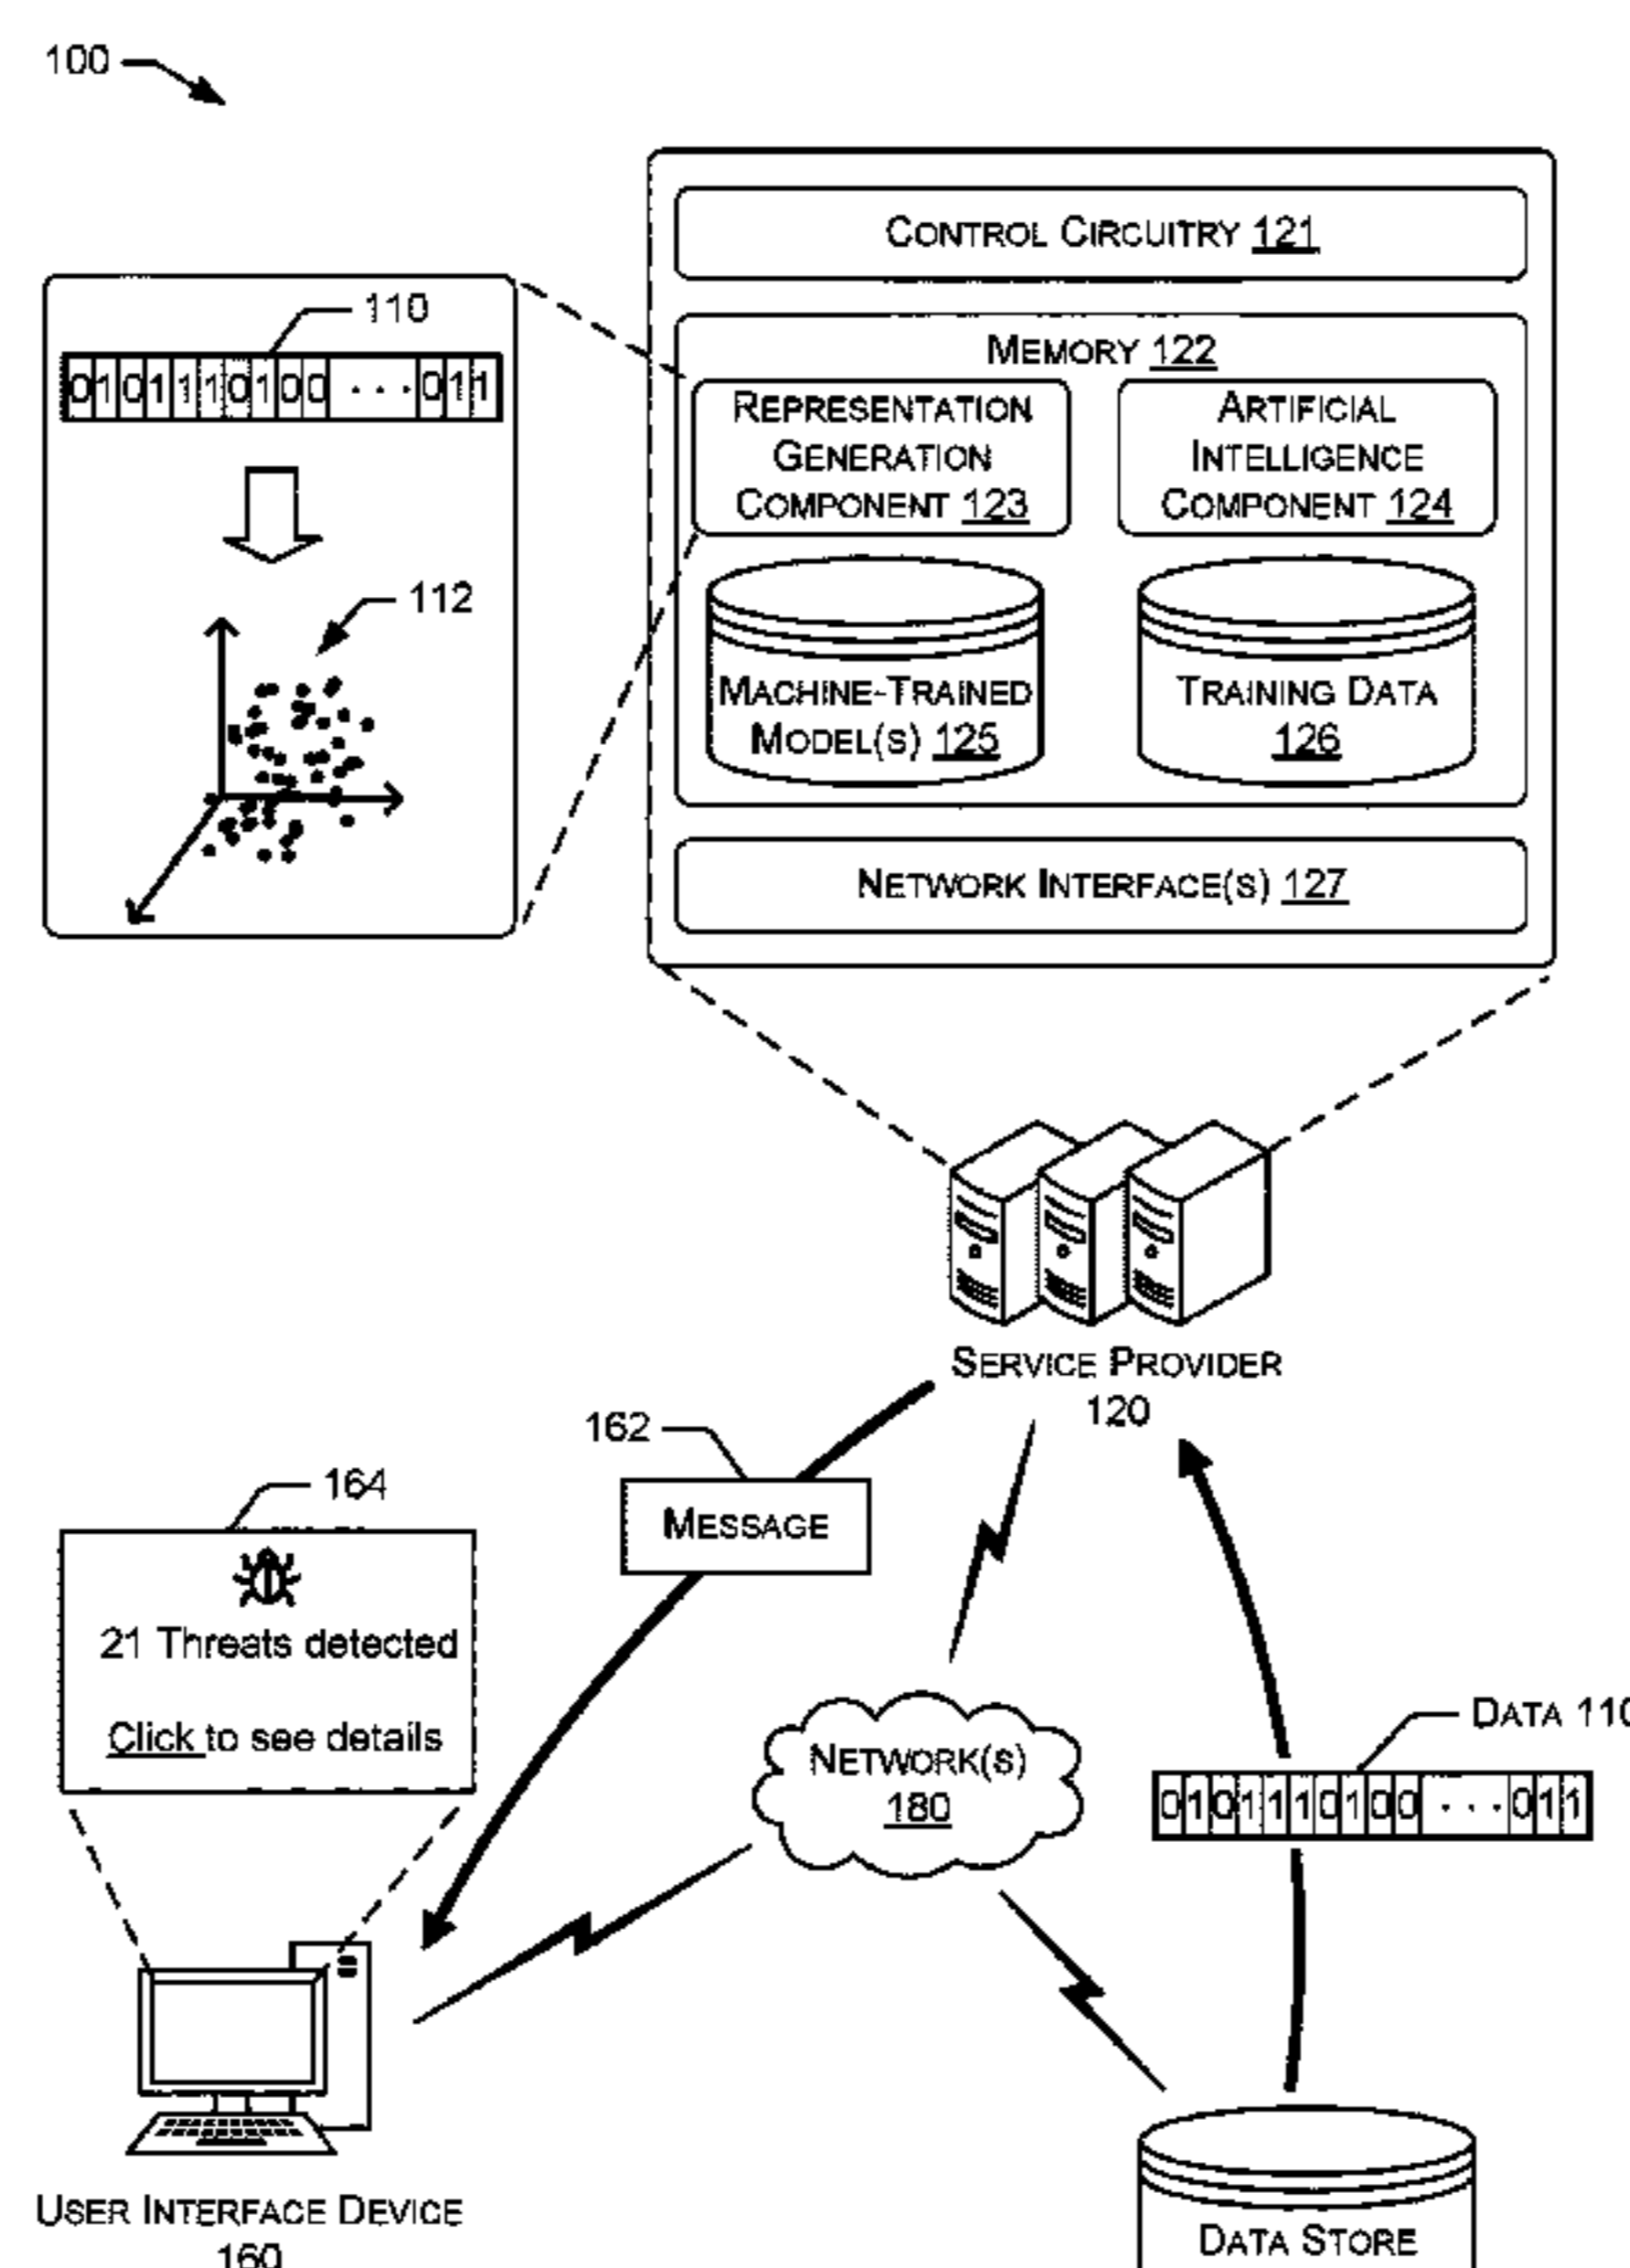 100
CONTROL CIRCUITRY 121
110
0101110100 ... 011
MEMORY 122
REPRESENTATION
GENERATION
COMPONENT 123
ARTIFICIAL
INTELLIGENCE
COMPONENT 124
112
MACHINE-TRAINED
MODEL(S) 125
TRAINING DATA
126
NETWORK INTERFACE(S) 127
SERVICE PROVIDER
120
162
MESSAGE
164
21 Threats detected
Click to see details
NETWORK(S)
180
DATA 110
0101110100 ... 011
USER INTERFACE DEVICE
160
DATA STORE